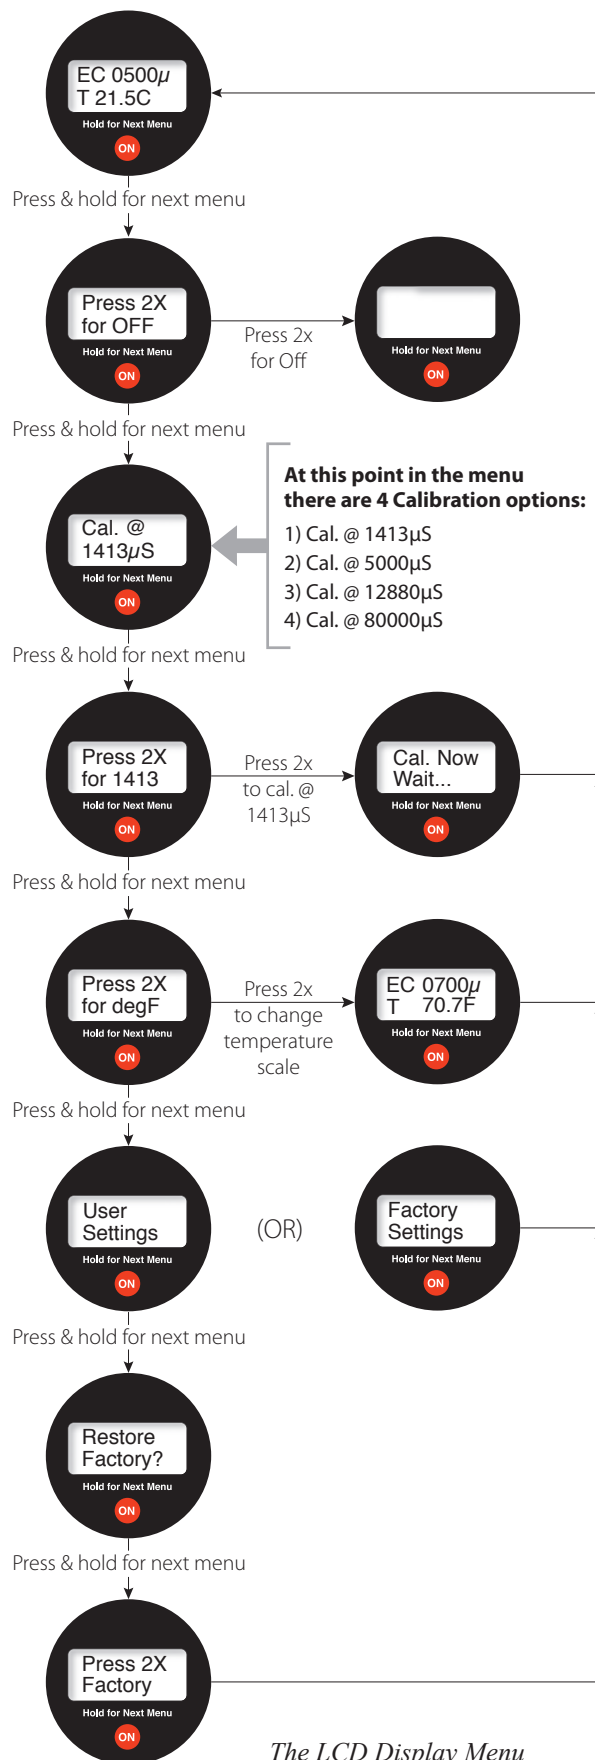 EC 0500µ
T 21.5C
Hold for Next Menu
ON
Press & hold for next menu
Press 2X
for OFF
Hold for Next Menu
ON
Press 2x
for Off
Hold for Next Menu
ON
Press & hold for next menu
Cal. @
1413µS
Hold for Next Menu
ON
At this point in the menu
there are 4 Calibration options:
1) Cal. @ 1413µS
2) Cal. @ 5000µS
3) Cal. @ 12880µS
4) Cal. @ 80000µS
Press & hold for next menu
Press 2X
for 1413
Hold for Next Menu
ON
Press 2x
to cal. @
1413µS
Cal. Now
Wait...
Hold for Next Menu
ON
Press & hold for next menu
Press 2X
for degF
Hold for Next Menu
ON
Press 2x
to change
temperature
scale
EC 0700µ
T 70.7F
Hold for Next Menu
ON
Press & hold for next menu
User
Settings
Hold for Next Menu
ON
(OR)
Factory
Settings
Hold for Next Menu
ON
Press & hold for next menu
Restore
Factory?
Hold for Next Menu
ON
Press & hold for next menu
Press 2X
Factory
Hold for Next Menu
ON
The LCD Display Menu